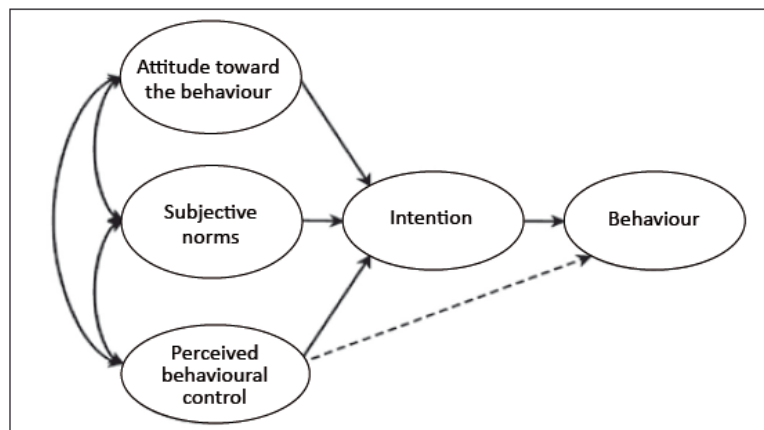 Attitude toward
the behaviour
Subjective
norms
Intention
Behaviour
Perceived
behavioural
control